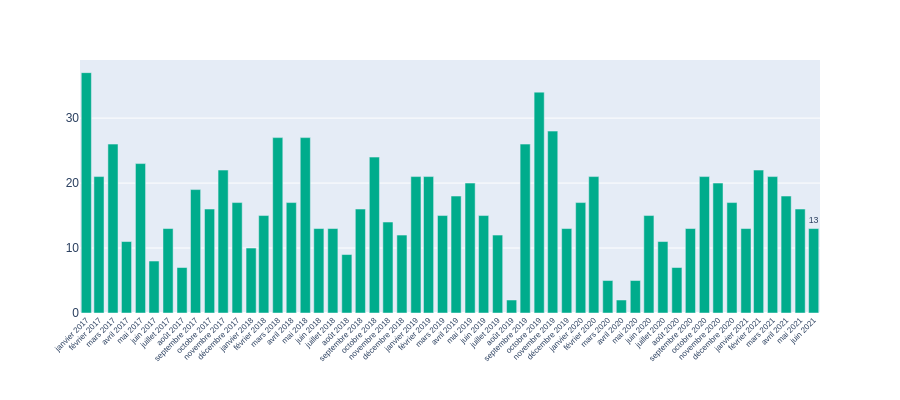 30
20
10
0
13
janvier 2017
février 2017
mars 2017
avril 2017
mai 2017
juin 2017
juillet 2017
août 2017
septembre 2017
octobre 2017
novembre 2017
décembre 2017
janvier 2018
février 2018
mars 2018
avril 2018
mai 2018
juin 2018
juillet 2018
août 2018
septembre 2018
octobre 2018
novembre 2018
décembre 2018
janvier 2019
février 2019
mars 2019
avril 2019
mai 2019
juin 2019
juillet 2019
août 2019
septembre 2019
octobre 2019
novembre 2019
décembre 2019
janvier 2020
février 2020
mars 2020
avril 2020
mai 2020
juin 2020
juillet 2020
août 2020
septembre 2020
octobre 2020
novembre 2020
décembre 2020
janvier 2021
février 2021
mars 2021
avril 2021
mai 2021
juin 2021